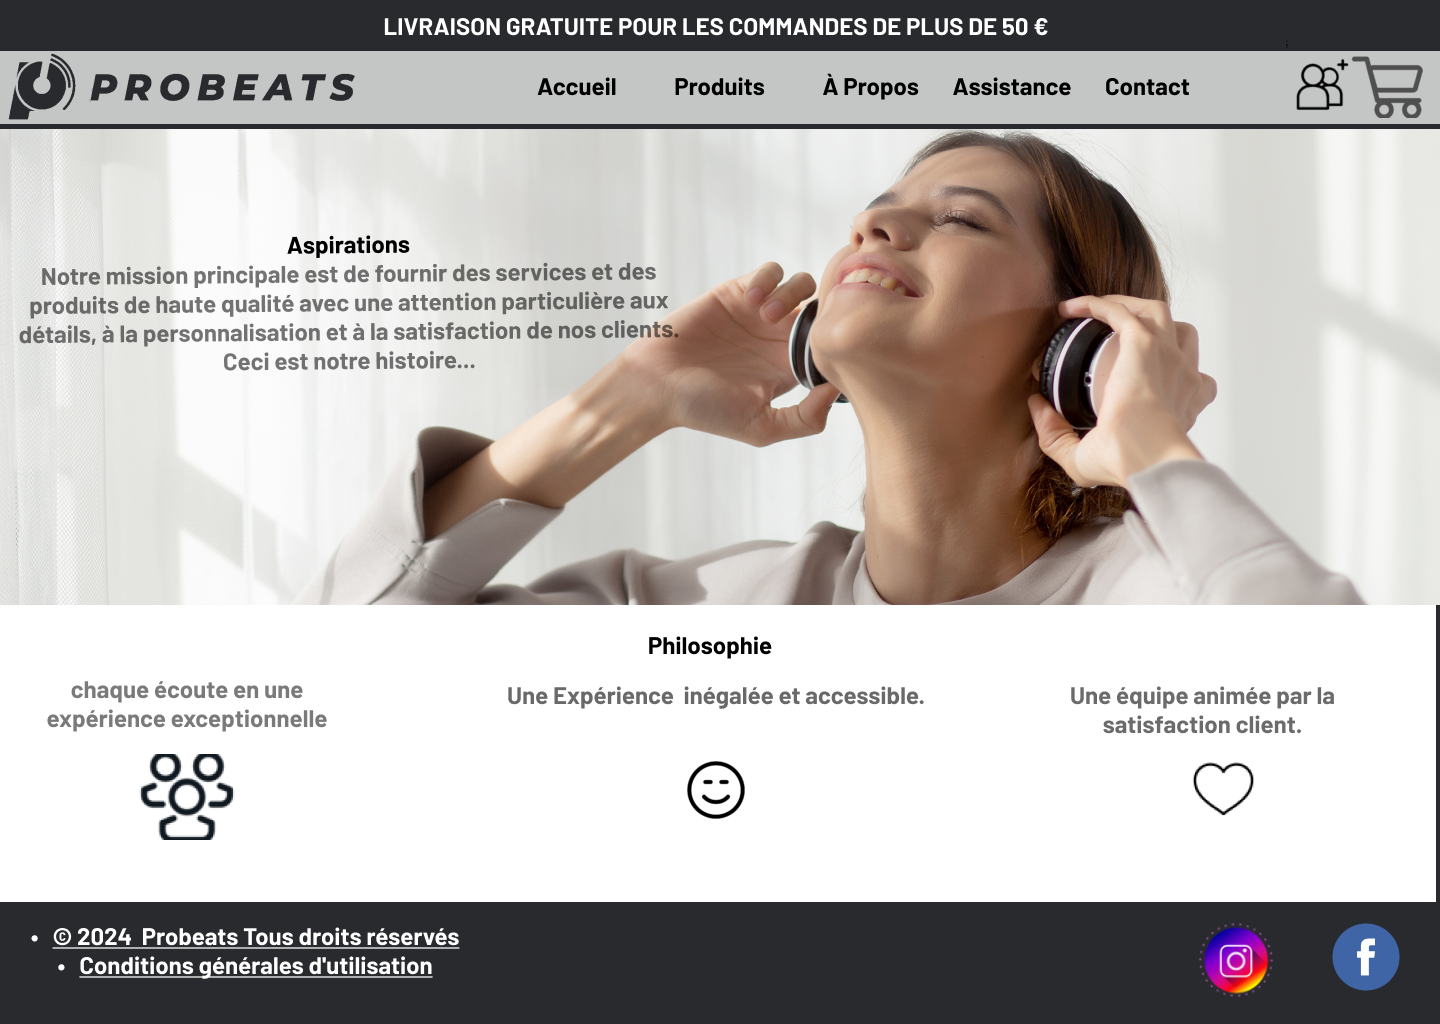 LIVRAISON GRATUITE POUR LES COMMANDES DE PLUS DE 50 €
PROBEATS
Accueil
Produits
À Propos
Assistance
Contact
Aspirations
Notre mission principale est de fournir des services et des
produits de haute qualité avec une attention particulière aux
détails, à la personnalisation et à la satisfaction de nos clients.
Ceci est notre histoire...
Philosophie
chaque écoute en une
expérience exceptionnelle
Une Expérience  inégalée et accessible.
Une équipe animée par la
satisfaction client.
• © 2024  Probeats Tous droits réservés
• Conditions générales d'utilisation